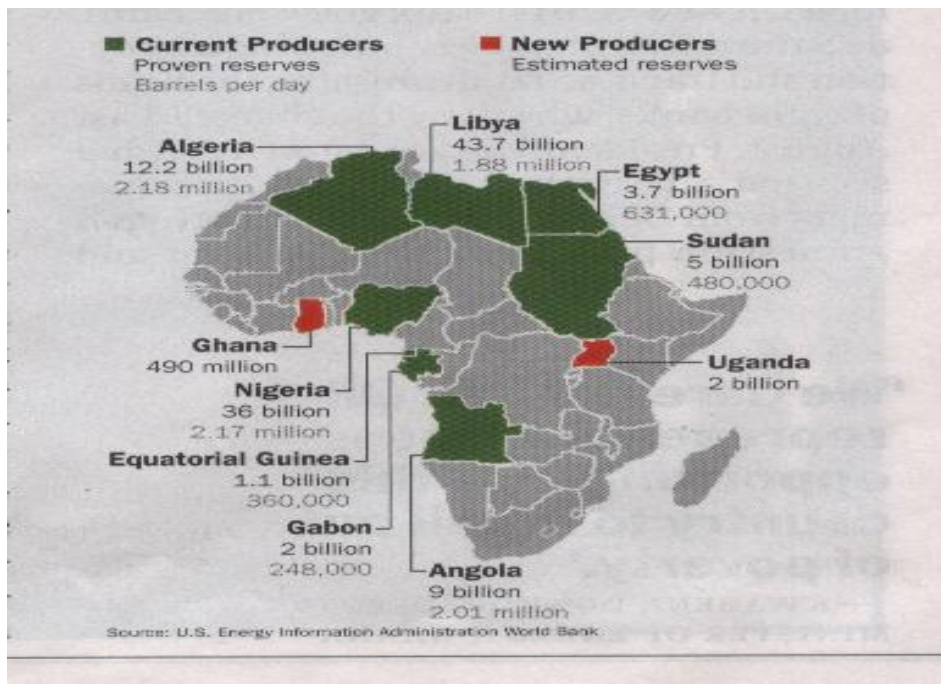 Current Producers
Proven reserves
Barrels per day
New Producers
Estimated reserves
Algeria
12.2 billion
2.18 million
Libya
43.7 billion
1.88 million
Egypt
3.7 billion
631,000
Sudan
5 billion
480,000
Ghana
490 million
Uganda
2 billion
Nigeria
36 billion
2.17 million
Equatorial Guinea
1.1 billion
360,000
Gabon
2 billion
248,000
Angola
9 billion
2.01 million
Source: U.S. Energy Information Administration World Bank